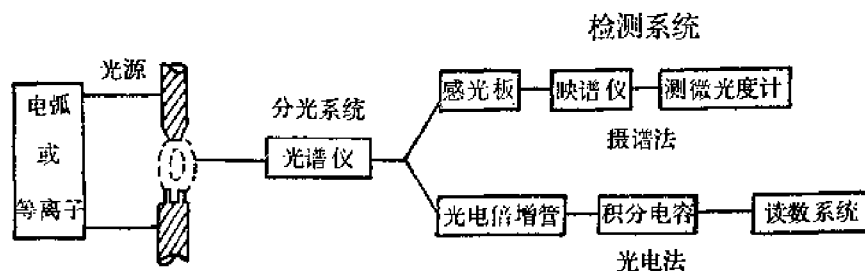 检测系统
光源
电弧
或
等离子
分光系统
光谱仪
感光板
映谱仪
测微光度计
摄谱法
光电倍增管
积分电容
读数系统
光电法